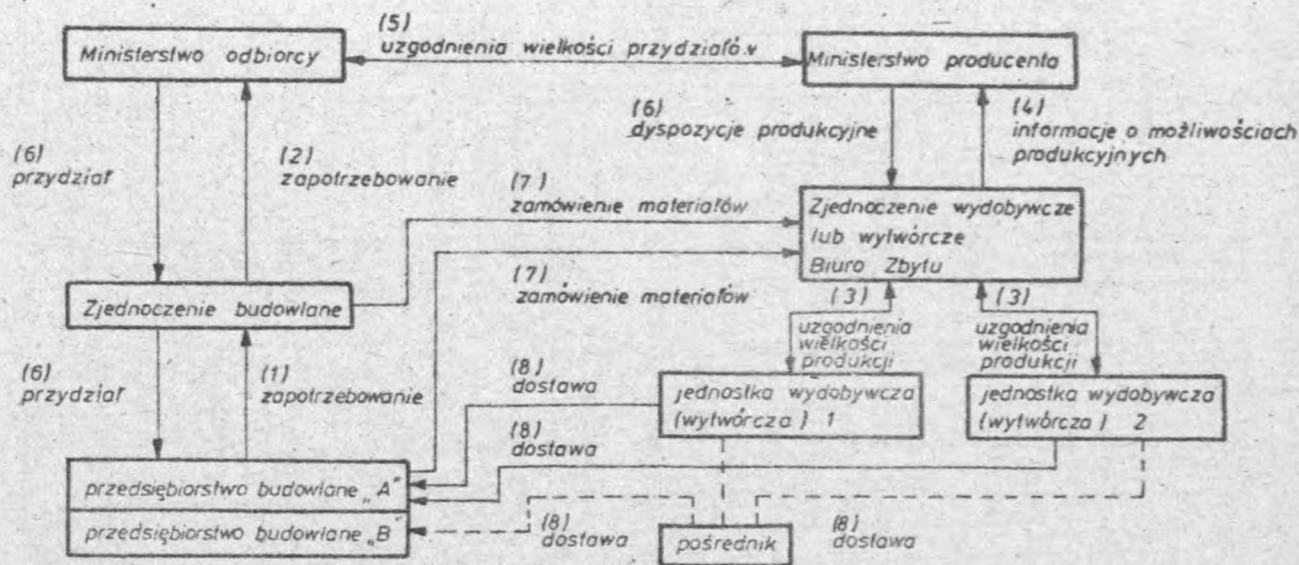 (5)
uzgodnienia wielkości przydziałów
Ministerstwo odbiorcy
Ministerstwo producenta
(6)
dyspozycje produkcyjne
(4)
informacje o możliwościach
produkcyjnych
(6)
przydział
(2)
zapotrzebowanie
(7)
zamówienie materiałów
Zjednoczenie wydobywcze
lub wytwórcze
Biuro Zbytu
(7)
zamówienie materiałów
Zjednoczenie budowlane
(3)
uzgodnienia
wielkości
produkcji
(3)
uzgodnienia
wielkości
produkcji
(6)
przydział
(1)
zapotrzebowanie
(8)
dostawa
jednostka wydobywcza
(wytwórcza) 1
jednostka wydobywcza
(wytwórcza) 2
(8)
dostawa
przedsiębiorstwo budowlane „A"
przedsiębiorstwo budowlane „B"
(8)
dostawa
pośrednik
(8)
dostawa